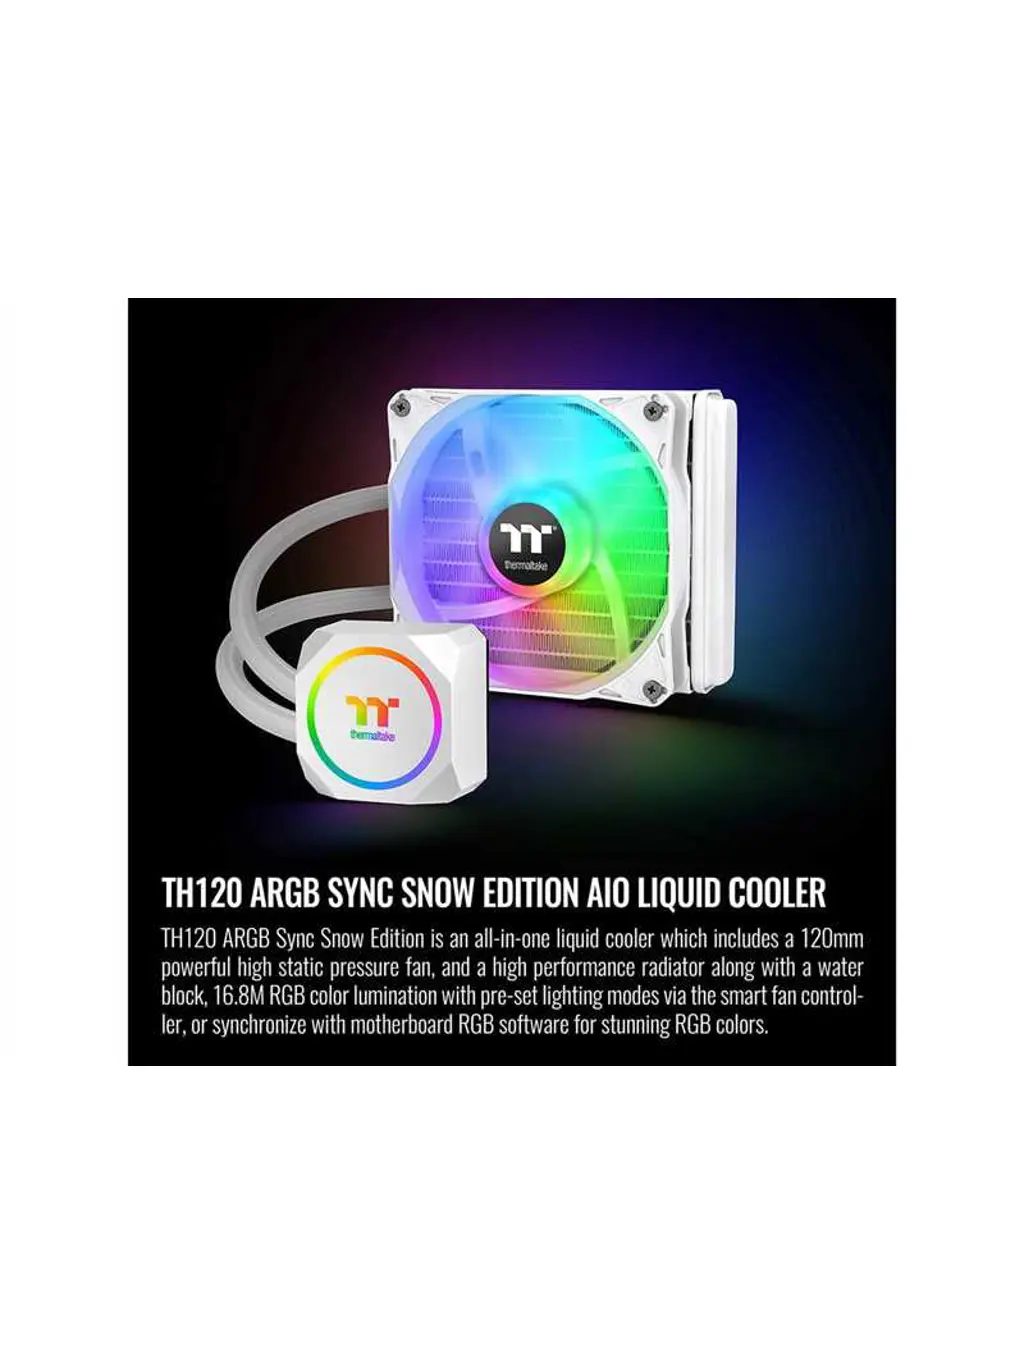 thermaltake
thermaltake
TH120 ARGB SYNC SNOW EDITION AIO LIQUID COOLER
TH120 ARGB Sync Snow Edition is an all-in-one liquid cooler which includes a 120mm
powerful high static pressure fan, and a high performance radiator along with a water
block, 16.8M RGB color lumination with pre-set lighting modes via the smart fan control-
ler, or synchronize with motherboard RGB software for stunning RGB colors.